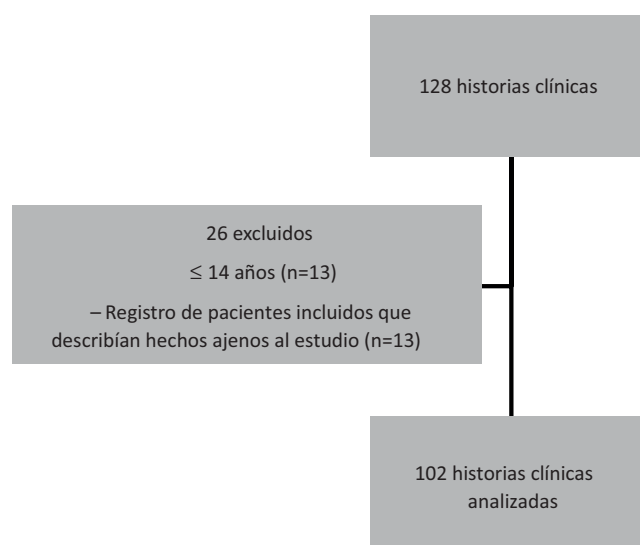 128 historias clínicas
26 excluidos
≤ 14 años (n=13)
– Registro de pacientes incluidos que
describían hechos ajenos al estudio (n=13)
102 historias clínicas
analizadas